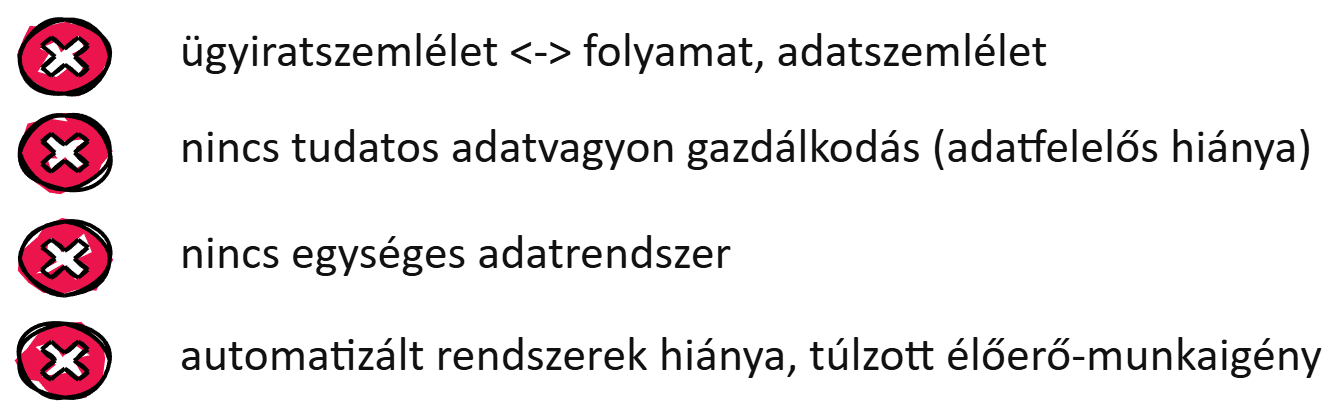 ügyiratszemlélet <-> folyamat, adatszemlélet
nincs tudatos adatvagyon gazdálkodás (adatfelelős hiánya)
nincs egységes adatrendszer
automatizált rendszerek hiánya, túlzott élőerő-munkaigény